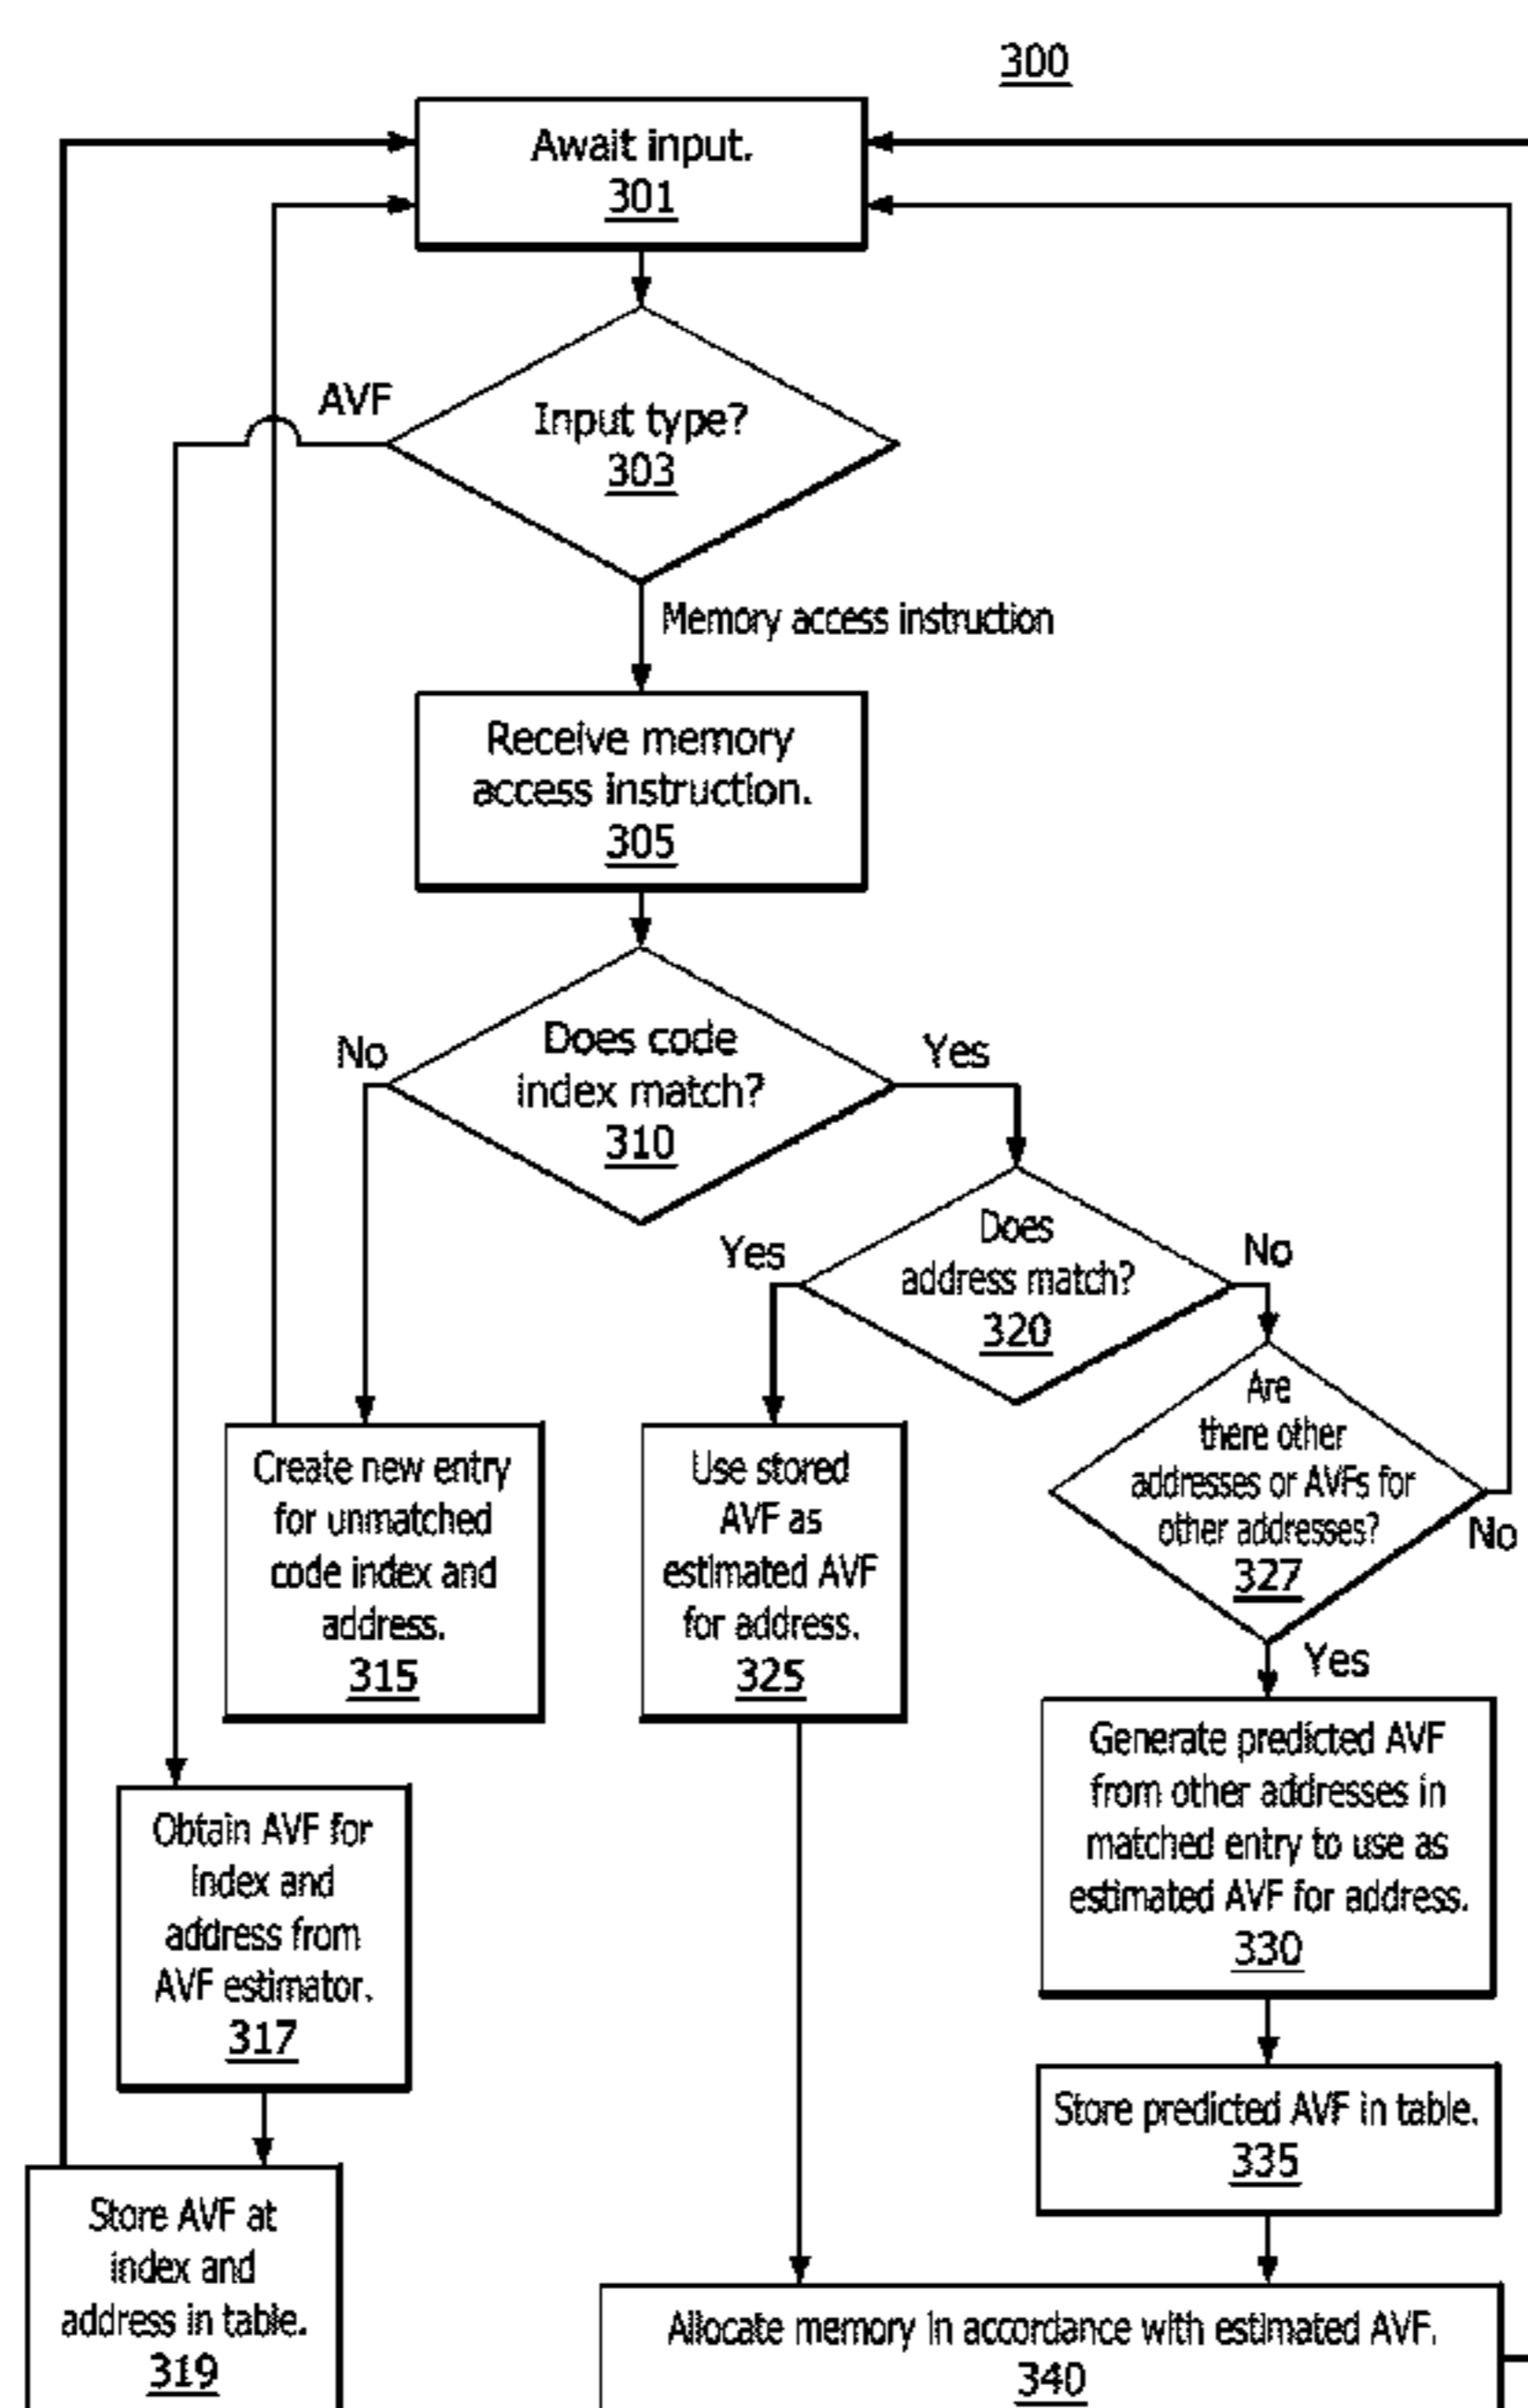 300
Await input.
301
AVF
Input type?
303
Memory access instruction
Receive memory
access instruction.
305
No
Does code
index match?
310
Yes
Yes
Does
address match?
320
No
Are
there other
addresses or AVFs for
other addresses?
327
No
Yes
Create new entry
for unmatched
code index and
address.
315
Use stored
AVF as
estimated AVF
for address.
325
Generate predicted AVF
from other addresses in
matched entry to use as
estimated AVF for address.
330
Obtain AVF for
index and
address from
AVF estimator.
317
Store predicted AVF in table.
335
Store AVF at
index and
address in table.
319
Allocate memory in accordance with estimated AVF.
340